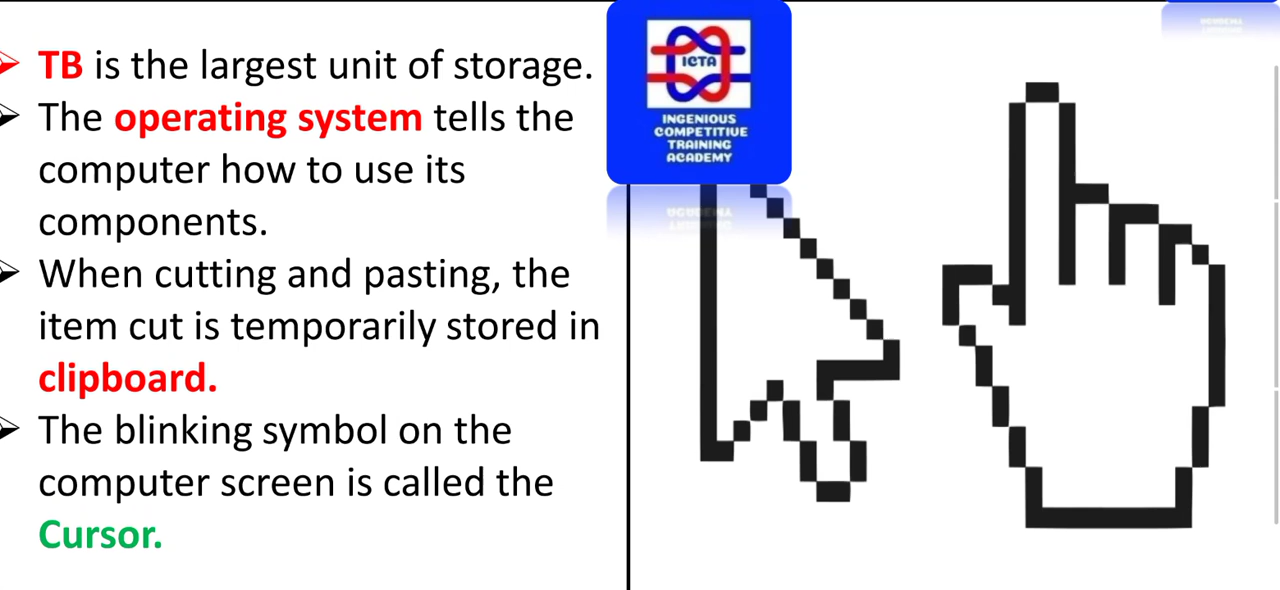 ➢ TB is the largest unit of storage.
➢ The operating system tells the
computer how to use its
components.
➢ When cutting and pasting, the
item cut is temporarily stored in
clipboard.
➢ The blinking symbol on the
computer screen is called the
Cursor.
ICTA
INGENIOUS
COMPETITIVE
TRAINING
ACADEMY